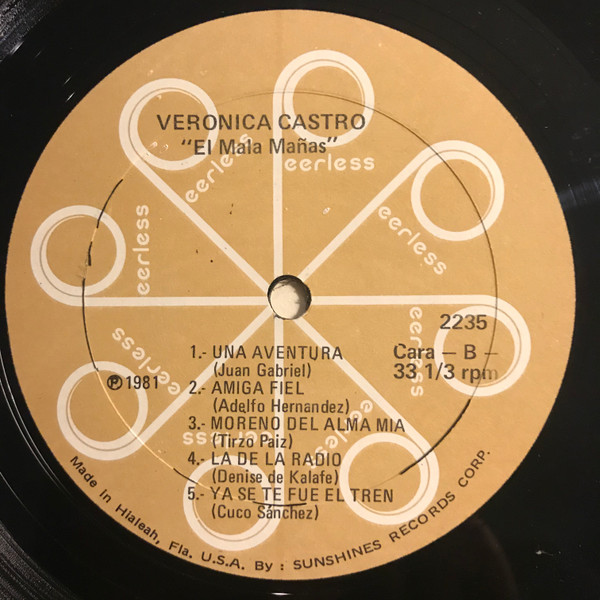 VERONICA CASTRO
"El Mala Mañas"
eerless
eerless
eerless
eerless
eerless
eerless
eerless
eerless
2235
Cara - B -
33 1/3 rpm
Ⓟ 1981
1.- UNA AVENTURA
(Juan Gabriel)
2.- AMIGA FIEL
(Adelfo Hernandez)
3.- MORENO DEL ALMA MIA
(Tirzo Paiz)
4.- LA DE LA RADIO
(Denise de Kalafe)
5.- YA SE TE FUE EL TREN
(Cuco Sánchez)
Made in Hialeah, Fla. U.S.A. By : SUNSHINES RECORDS CORP.